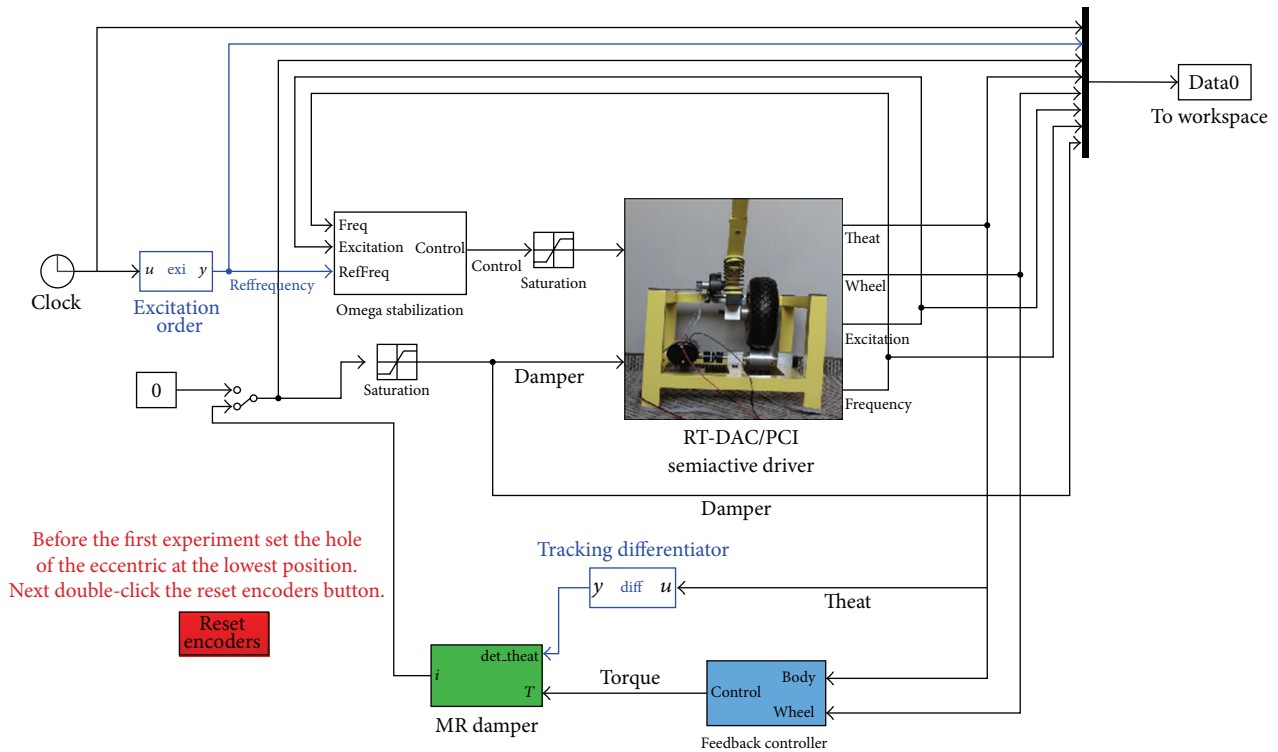 Data0
To workspace
Freq
Excitation
Control
RefFreq
Omega stabilization
Control
Saturation
Theat
Wheel
Excitation
Frequency
Clock
u exi y
Excitation
order
Reffrequency
0
Saturation
Damper
RT-DAC/PCI
semiactive driver
Damper
Before the first experiment set the hole
of the eccentric at the lowest position.
Next double-click the reset encoders button.
Reset
encoders
Tracking differentiator
y diff u
Theat
det_theat
i
T
MR damper
Torque
Body
Control
Wheel
Feedback controller